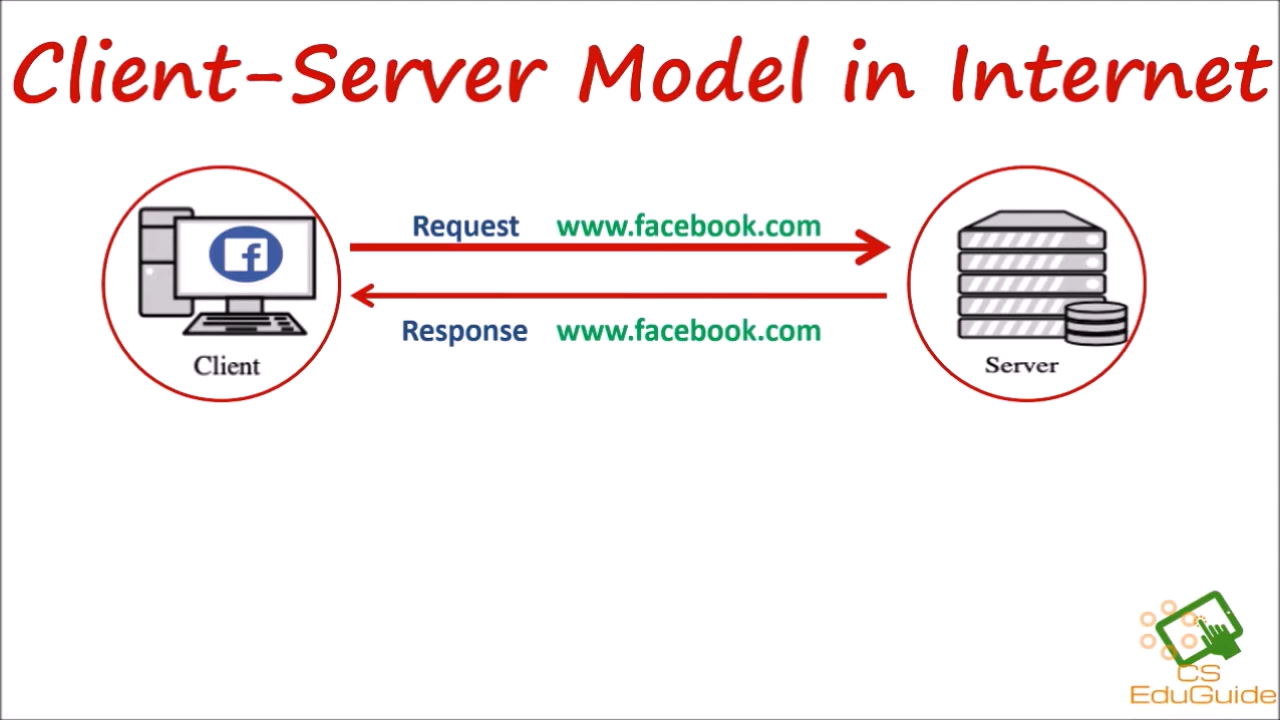 Client-Server Model in Internet
Request www.facebook.com
Response www.facebook.com
f
Client
Server
CS
EduGuide